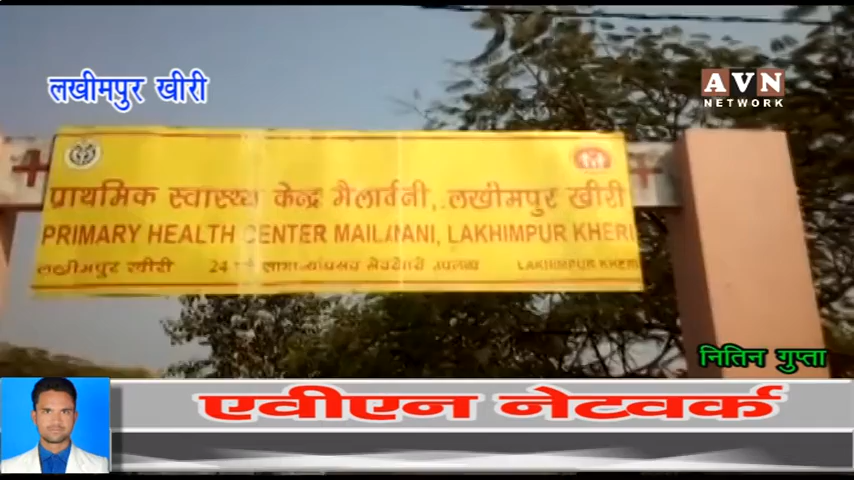 लखीमपुर खीरी
AVN
NETWORK
प्राथमिक स्वास्थ्य केन्द्र मैलानी, लखीमपुर खीरी
PRIMARY HEALTH CENTER MAILANI, LAKHIMPUR KHERI
लखीमपुर खीरी 24 उपलब्ध LAKHIMPUR KHERI
नितिन गुप्ता
एवीएन नेटवर्क